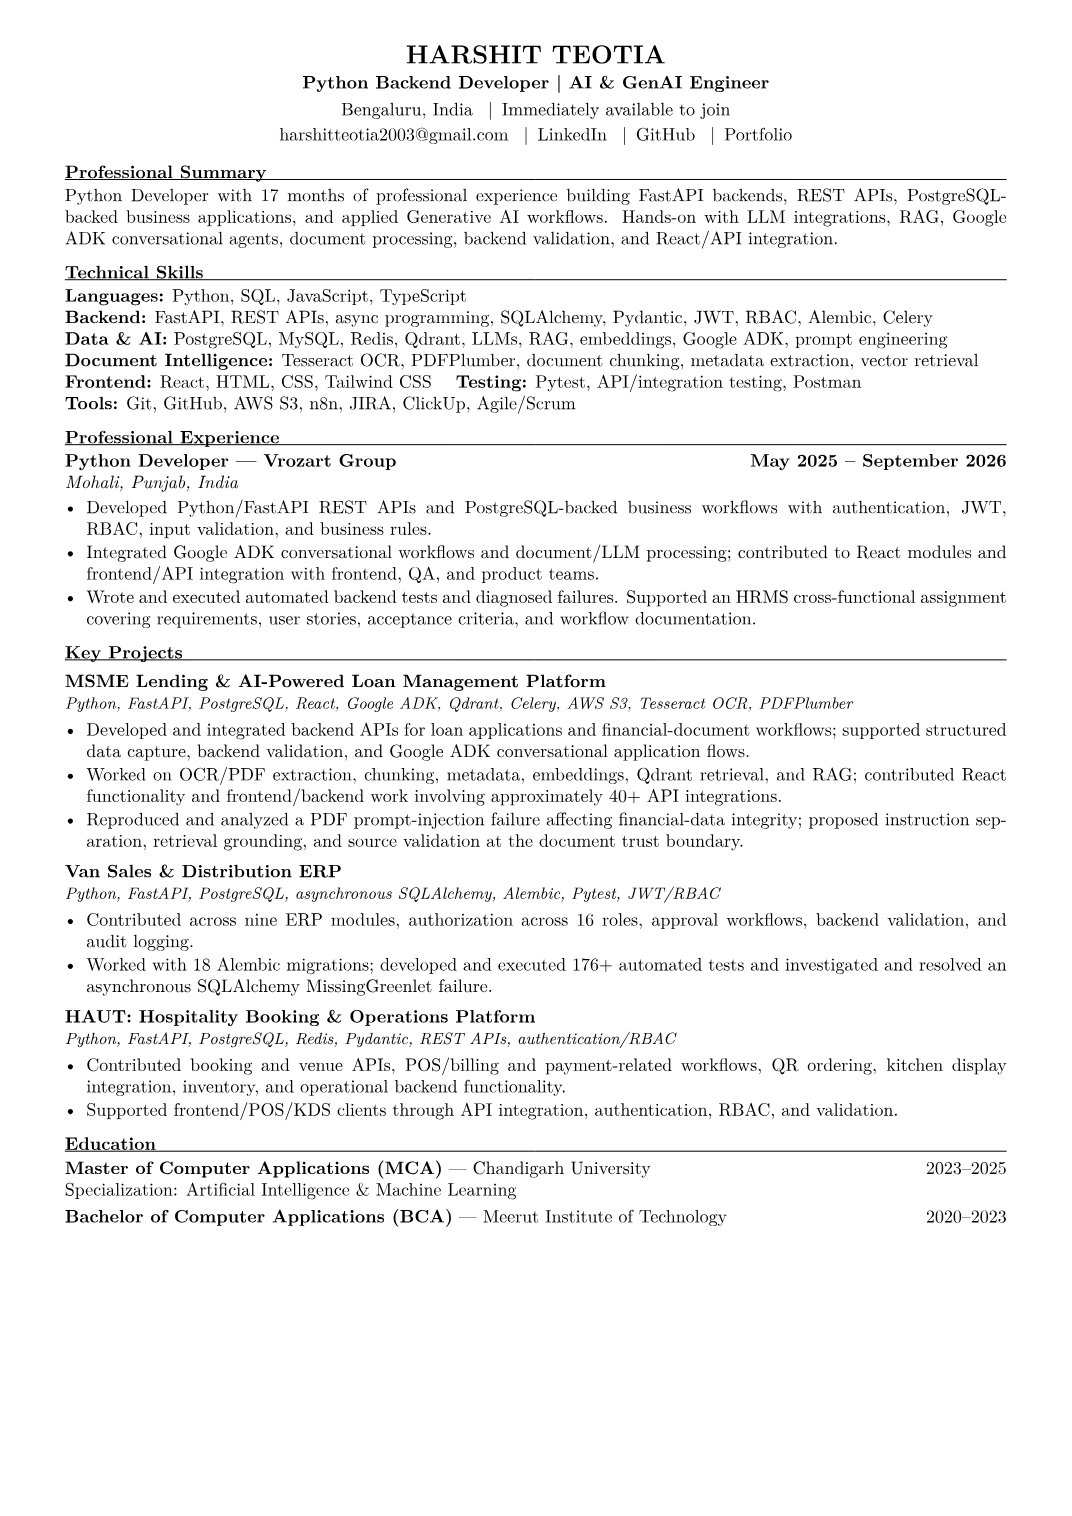 HARSHIT TEOTIA
Python Backend Developer | AI & GenAI Engineer
Bengaluru, India | Immediately available to join
harshitteotia2003@gmail.com | LinkedIn | GitHub | Portfolio
Professional Summary
Python Developer with 17 months of professional experience building FastAPI backends, REST APIs, PostgreSQL-
backed business applications, and applied Generative AI workflows. Hands-on with LLM integrations, RAG, Google
ADK conversational agents, document processing, backend validation, and React/API integration.
Technical Skills
Languages: Python, SQL, JavaScript, TypeScript
Backend: FastAPI, REST APIs, async programming, SQLAlchemy, Pydantic, JWT, RBAC, Alembic, Celery
Data & AI: PostgreSQL, MySQL, Redis, Qdrant, LLMs, RAG, embeddings, Google ADK, prompt engineering
Document Intelligence: Tesseract OCR, PDFPlumber, document chunking, metadata extraction, vector retrieval
Frontend: React, HTML, CSS, Tailwind CSS Testing: Pytest, API/integration testing, Postman
Tools: Git, GitHub, AWS S3, n8n, JIRA, ClickUp, Agile/Scrum
Professional Experience
Python Developer — Vrozart Group May 2025 – September 2026
Mohali, Punjab, India
• Developed Python/FastAPI REST APIs and PostgreSQL-backed business workflows with authentication, JWT,
RBAC, input validation, and business rules.
• Integrated Google ADK conversational workflows and document/LLM processing; contributed to React modules and
frontend/API integration with frontend, QA, and product teams.
• Wrote and executed automated backend tests and diagnosed failures. Supported an HRMS cross-functional assignment
covering requirements, user stories, acceptance criteria, and workflow documentation.
Key Projects
MSME Lending & AI-Powered Loan Management Platform
Python, FastAPI, PostgreSQL, React, Google ADK, Qdrant, Celery, AWS S3, Tesseract OCR, PDFPlumber
• Developed and integrated backend APIs for loan applications and financial-document workflows; supported structured
data capture, backend validation, and Google ADK conversational application flows.
• Worked on OCR/PDF extraction, chunking, metadata, embeddings, Qdrant retrieval, and RAG; contributed React
functionality and frontend/backend work involving approximately 40+ API integrations.
• Reproduced and analyzed a PDF prompt-injection failure affecting financial-data integrity; proposed instruction sep-
aration, retrieval grounding, and source validation at the document trust boundary.
Van Sales & Distribution ERP
Python, FastAPI, PostgreSQL, asynchronous SQLAlchemy, Alembic, Pytest, JWT/RBAC
• Contributed across nine ERP modules, authorization across 16 roles, approval workflows, backend validation, and
audit logging.
• Worked with 18 Alembic migrations; developed and executed 176+ automated tests and investigated and resolved an
asynchronous SQLAlchemy MissingGreenlet failure.
HAUT: Hospitality Booking & Operations Platform
Python, FastAPI, PostgreSQL, Redis, Pydantic, REST APIs, authentication/RBAC
• Contributed booking and venue APIs, POS/billing and payment-related workflows, QR ordering, kitchen display
integration, inventory, and operational backend functionality.
• Supported frontend/POS/KDS clients through API integration, authentication, RBAC, and validation.
Education
Master of Computer Applications (MCA) — Chandigarh University 2023–2025
Specialization: Artificial Intelligence & Machine Learning
Bachelor of Computer Applications (BCA) — Meerut Institute of Technology 2020–2023